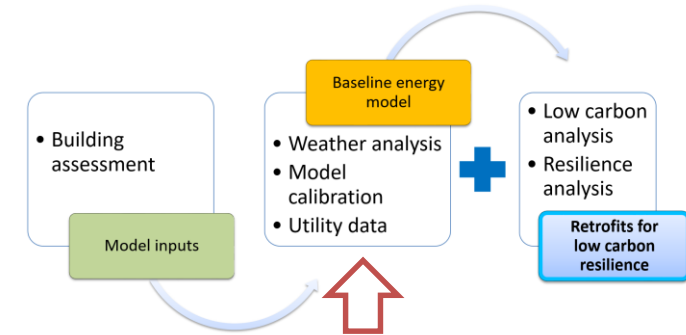 • Building
assessment
Model inputs
Baseline energy
model
• Weather analysis
• Model
calibration
• Utility data
• Low carbon
analysis
• Resilience
analysis
Retrofits for
low carbon
resilience